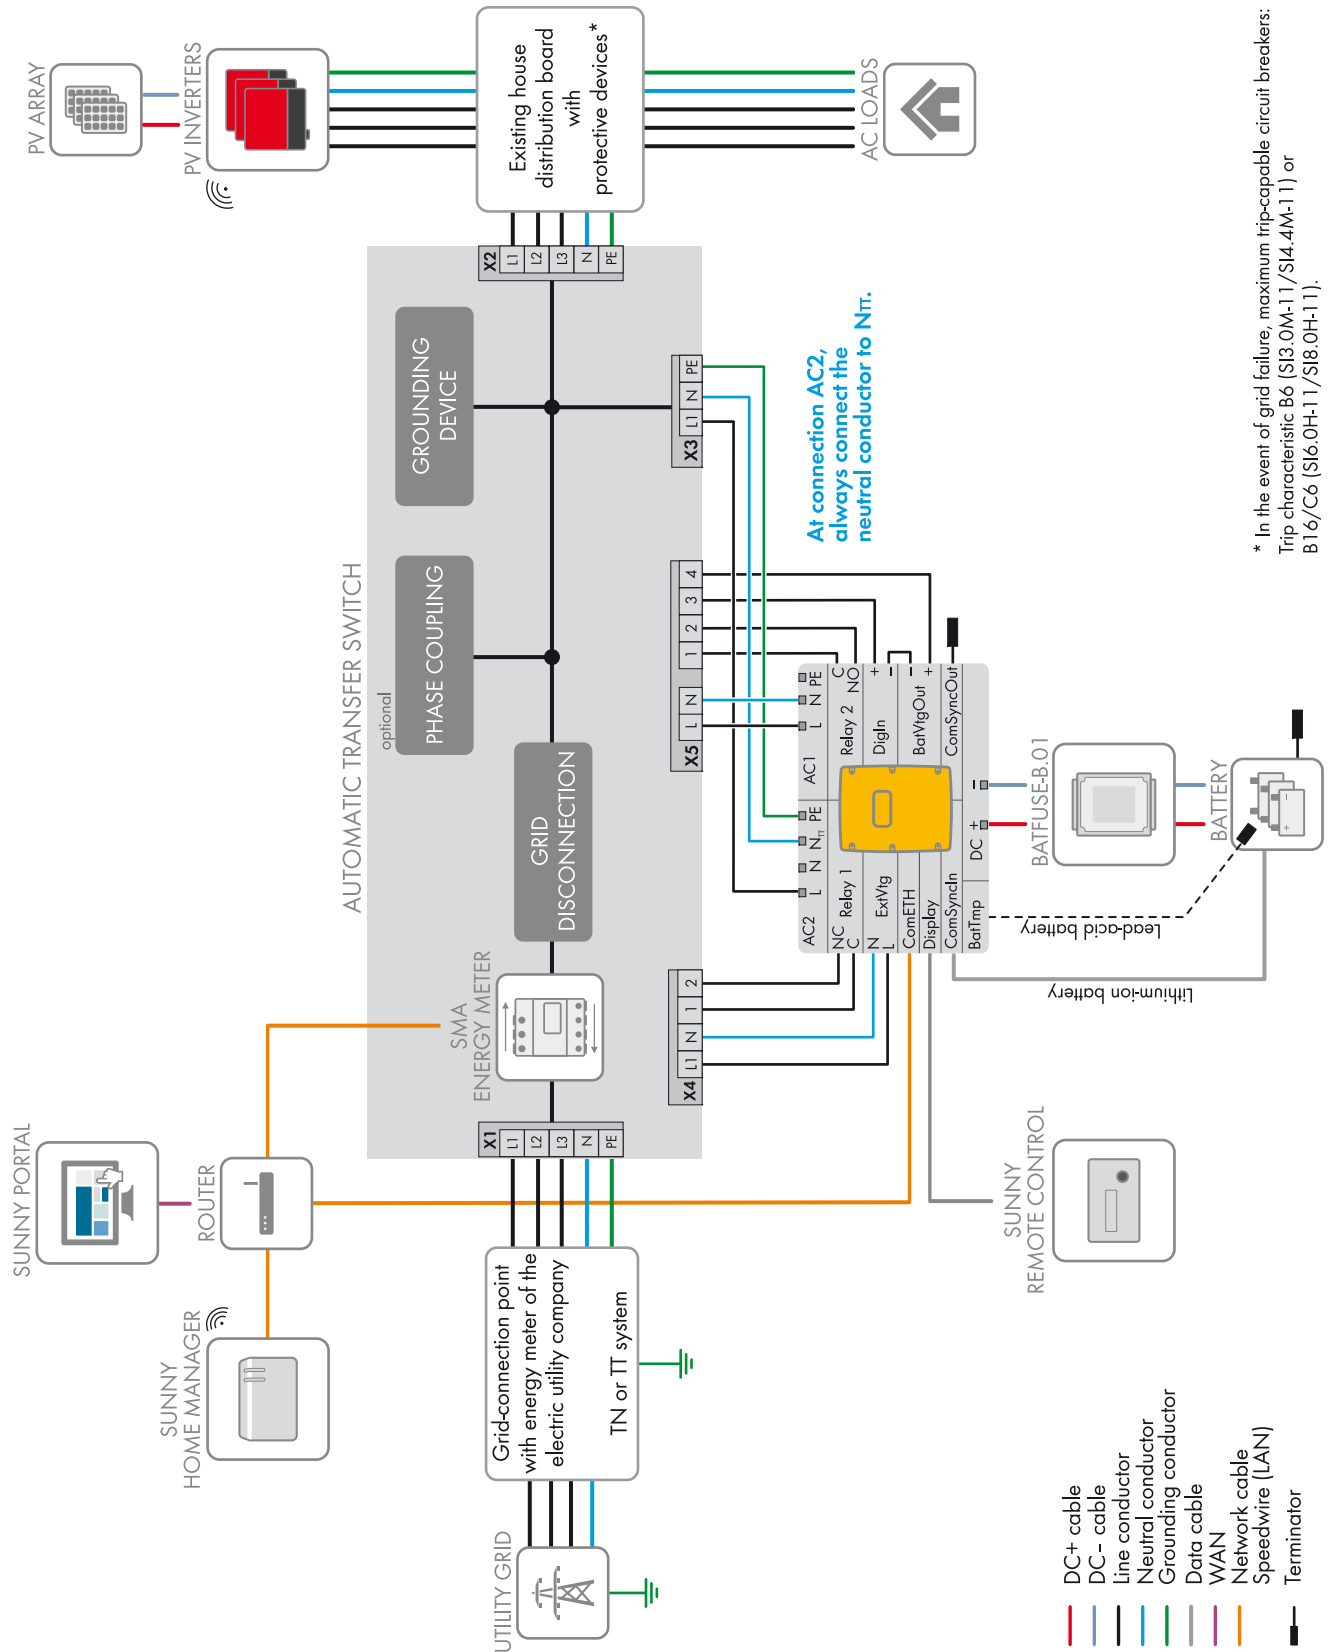 PV ARRAY
PV INVERTERS
Existing house
distribution board
with
protective devices*
AC LOADS
* In the event of grid failure, maximum trip-capable circuit breakers:
Trip characteristic B6 (SI3.0M-11/SI4.4M-11) or
B16/C6 (SI6.0H-11/SI8.0H-11).
AUTOMATIC TRANSFER SWITCH
X2
L1
L2
L3
N
PE
GROUNDING
DEVICE
optional
PHASE COUPLING
GRID
DISCONNECTION
SMA
ENERGY METER
X1
L1
L2
L3
N
PE
X3
L1
N
PE
At connection AC2,
always connect the
neutral conductor to NTT.
X5
L
N
1
2
3
4
X4
L1
N
1
2
AC1
L
N
PE
Relay 2
C
NO
DigIn
+
–
BatVtgOut
–
+
ComSyncOut
AC2
L
N
NTT
PE
Relay 1
NC
C
ExtVtg
N
L
ComETH
Display
ComSyncIn
BatTmp
DC
+
–
BATFUSE-B.01
BATTERY
+
–
Lead-acid battery
Lithium-ion battery
SUNNY PORTAL
ROUTER
SUNNY
HOME MANAGER
SUNNY
REMOTE CONTROL
Grid-connection point
with energy meter of the
electric utility company
TN or TT system
UTILITY GRID
DC+ cable
DC– cable
Line conductor
Neutral conductor
Grounding conductor
Data cable
WAN
Network cable
Speedwire (LAN)
Terminator